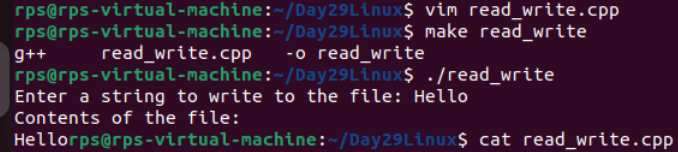 rps@rps-virtual-machine:~/Day29Linux$ vim read_write.cpp
rps@rps-virtual-machine:~/Day29Linux$ make read_write
g++     read_write.cpp   -o read_write
rps@rps-virtual-machine:~/Day29Linux$ ./read_write
Enter a string to write to the file: Hello
Contents of the file:
Hellorps@rps-virtual-machine:~/Day29Linux$ cat read_write.cpp